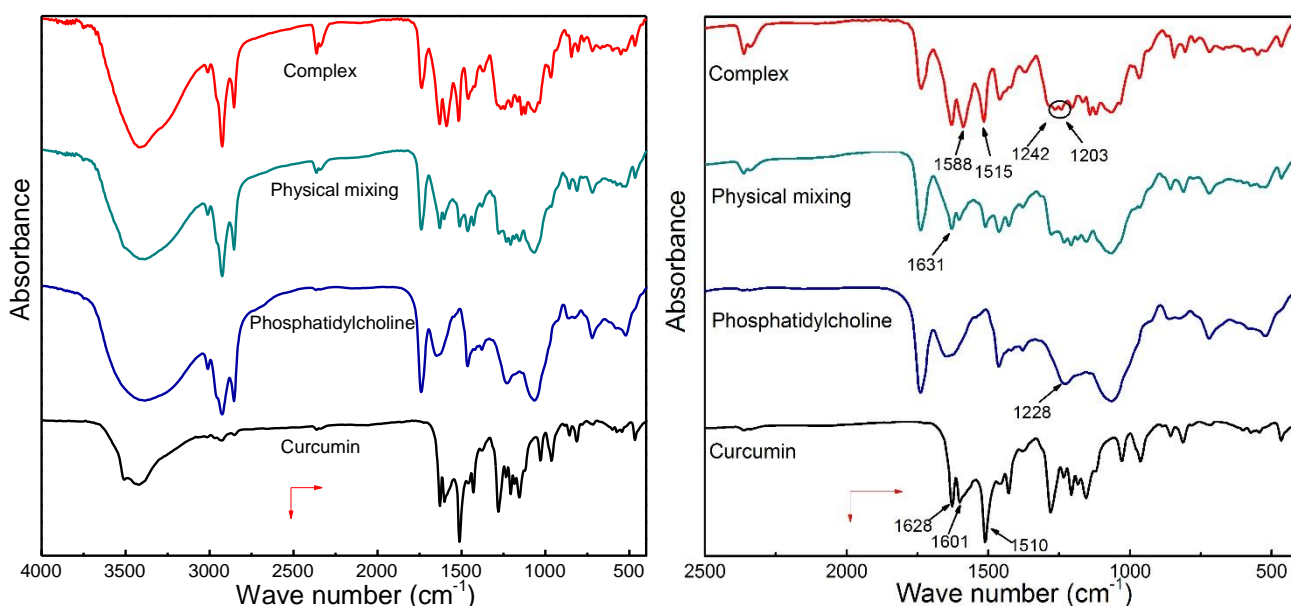 Complex
Physical mixing
Phosphatidylcholine
Curcumin
Absorbance
4000 3500 3000 2500 2000 1500 1000 500
Wave number (cm-1)
Complex
1588
1515
1242
1203
Physical mixing
1631
Phosphatidylcholine
1228
Curcumin
1628
1601
1510
Absorbance
2500 2000 1500 1000 500
Wave number (cm-1)